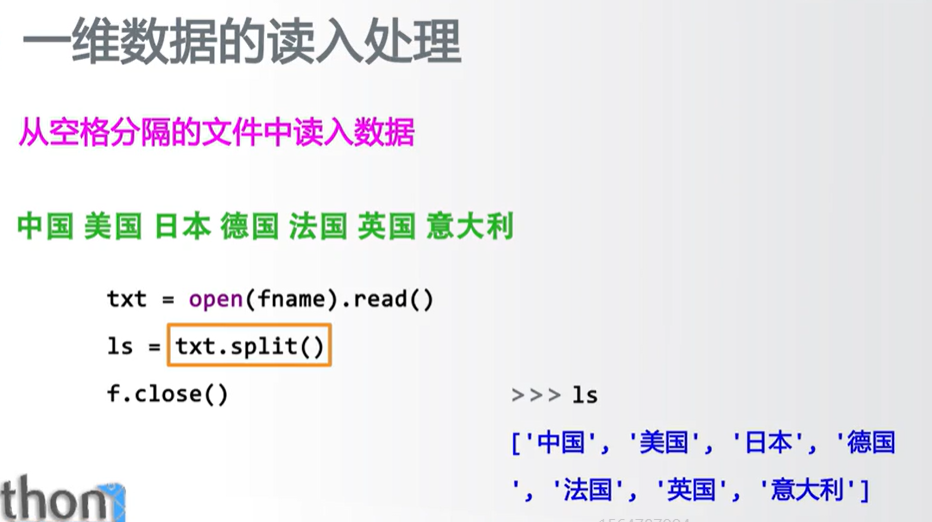 一维数据的读入处理
从空格分隔的文件中读入数据
中国 美国 日本 德国 法国 英国 意大利
txt = open(fname).read()
ls = txt.split()
f.close()
>>> ls
['中国', '美国', '日本', '德国
', '法国', '英国', '意大利']
thon